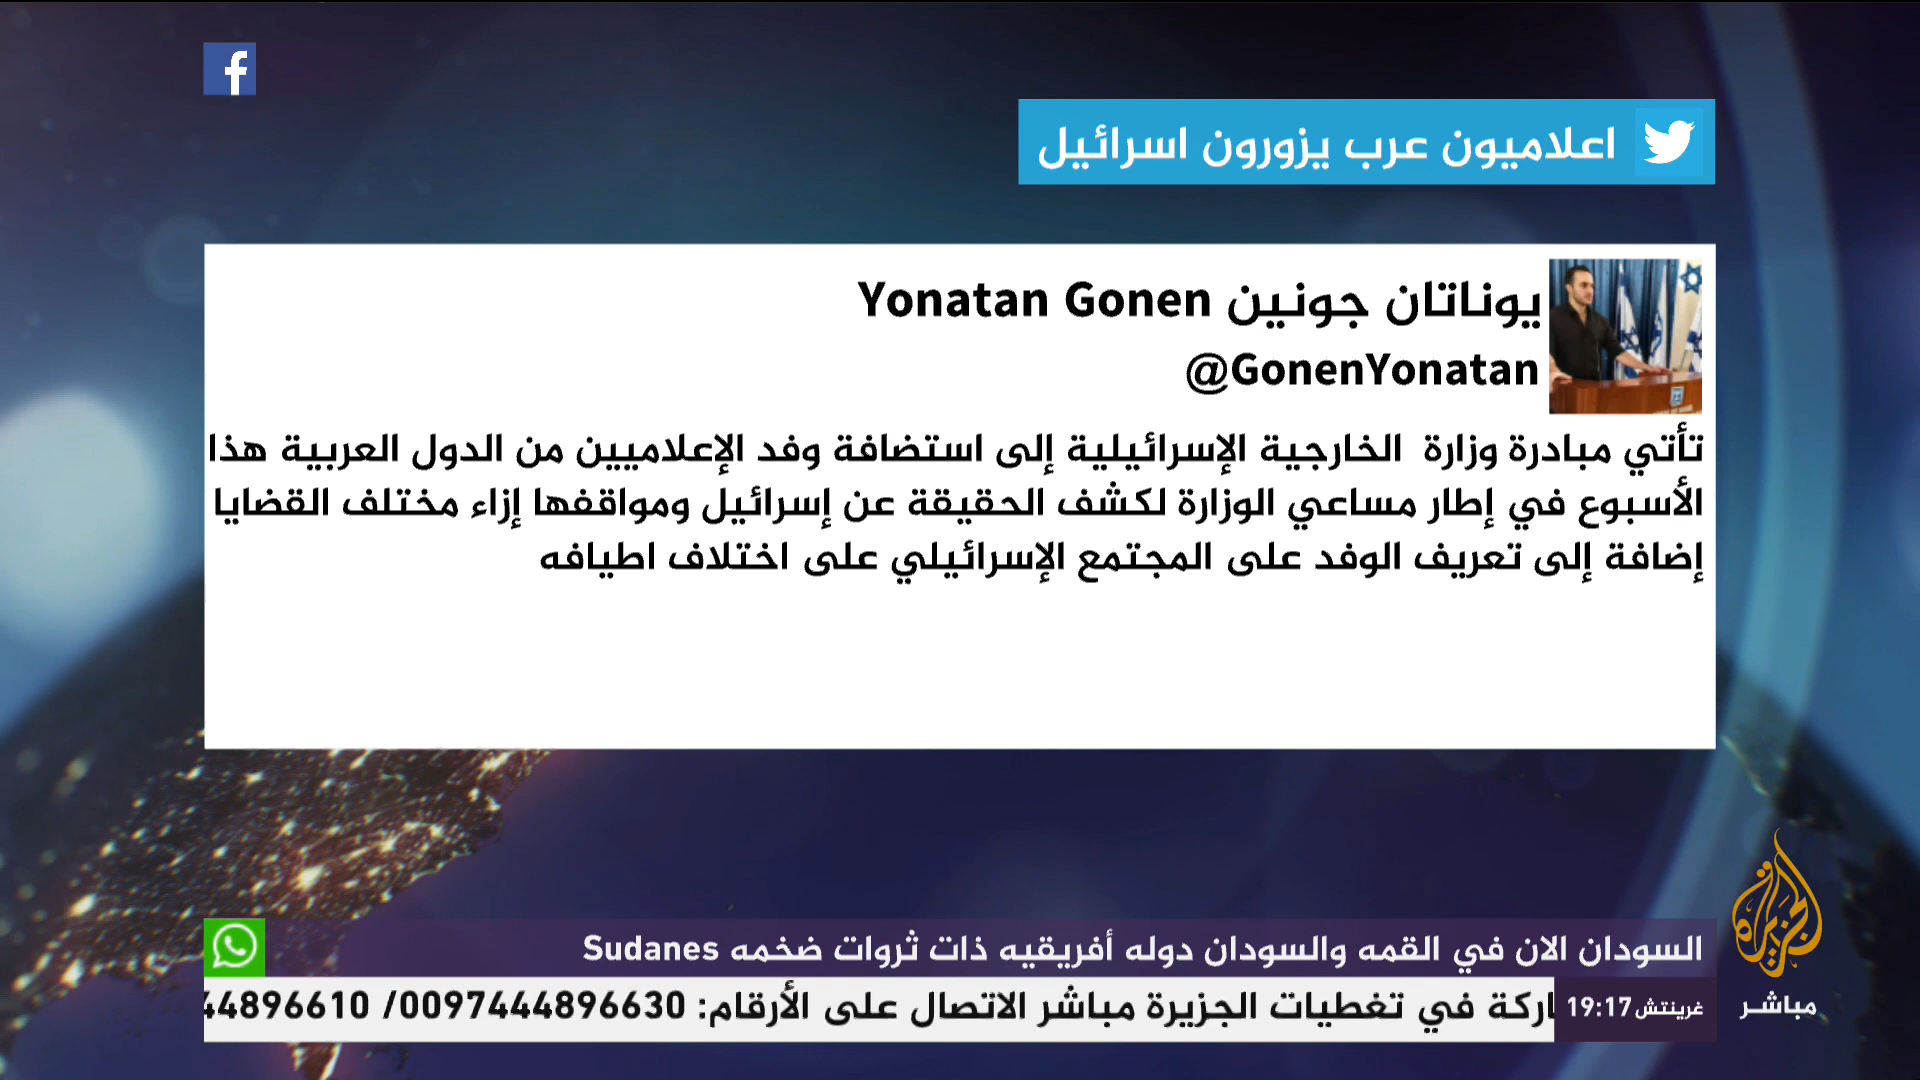 اعلاميون عرب يزورون اسرائيل
يوناتان جونين Yonatan Gonen
@GonenYonatan
تأتي مبادرة وزارة الخارجية الإسرائيلية إلى استضافة وفد الإعلاميين من الدول العربية هذا
الأسبوع في إطار مساعي الوزارة لكشف الحقيقة عن إسرائيل ومواقفها إزاء مختلف القضايا
إضافة إلى تعريف الوفد على المجتمع الإسرائيلي على اختلاف اطيافه
السودان الان في القمه والسودان دوله أفريقيه ذات ثروات ضخمه Sudanes
غرينتش 19:17 اركة في تغطيات الجزيرة مباشر الاتصال على الأرقام: 0097444896630 /44896610
الجزيرة
مباشر